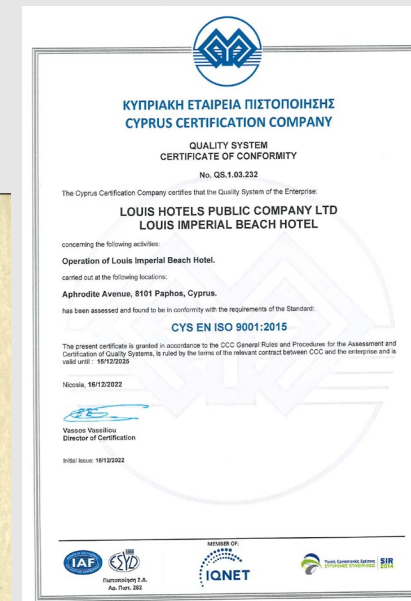 ΚΥΠΡΙΑΚΗ ΕΤΑΙΡΕΙΑ ΠΙΣΤΟΠΟΙΗΣΗΣ
CYPRUS CERTIFICATION COMPANY
QUALITY SYSTEM
CERTIFICATE OF CONFORMITY
No. QS.1.03.232
The Cyprus Certification Company certifies that the Quality System of the Enterprise:
LOUIS HOTELS PUBLIC COMPANY LTD
LOUIS IMPERIAL BEACH HOTEL
concerning the following activities:
Operation of Louis Imperial Beach Hotel.
carried out at the following locations:
Aphrodite Avenue, 8101 Paphos, Cyprus.
has been assessed and found to be in conformity with the requirements of the Standard:
CYS EN ISO 9001:2015
The present certificate is granted in accordance to the CCC General Rules and Procedures for the Assessment and
Certification of Quality Systems, is ruled by the terms of the relevant contract between CCC and the enterprise and is
valid until : 15/12/2025
Nicosia, 16/12/2022
Vassos Vassiliou
Director of Certification
Initial issue: 16/12/2022
IAF
ΕΣΥΔ
Πιστοποίηση Σ.Δ.
Αρ. Πιστ. 282
MEMBER OF:
IQNET
SIR
2014